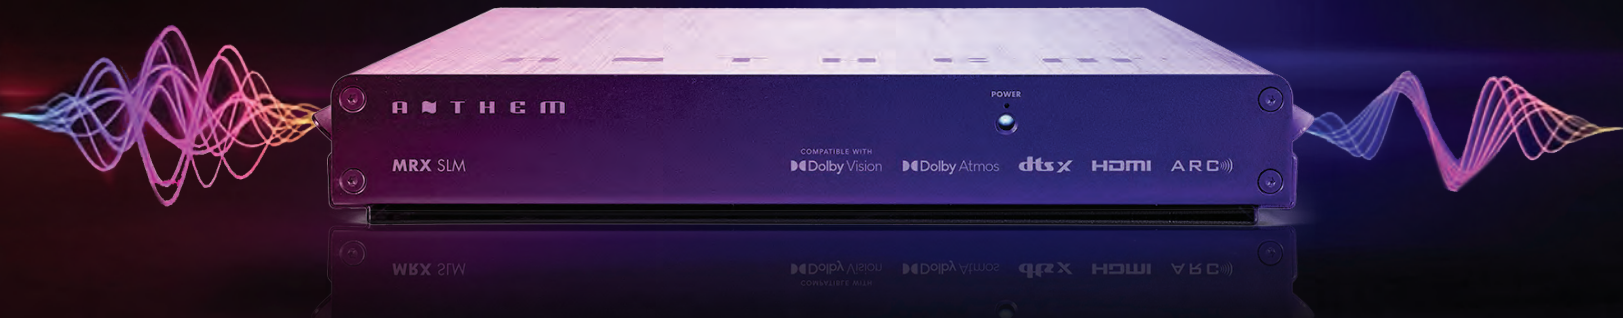 ANTHEM
POWER
MRX SLM
COMPATIBLE WITH
Dolby Vision Dolby Atmos dts X HDMI ARC